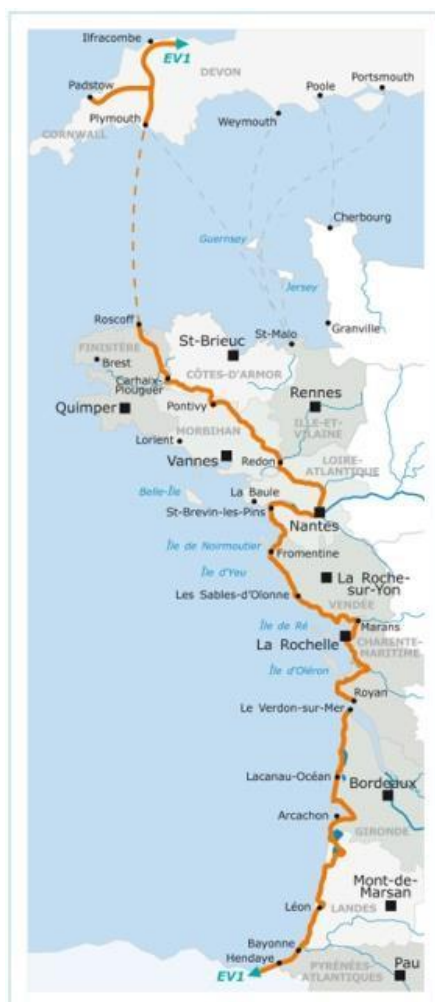 Ilfracombe
EV1
DEVON
Padstow
Poole
Portsmouth
CORNWALL
Plymouth
Weymouth
Cherbourg
Guernsey
Jersey
Roscoff
St-Malo
Granville
FINISTÈRE
St-Brieuc
Brest
CÔTES-D'ARMOR
Carhaix-
Plouguer
Rennes
Quimper
Pontivy
ILLE-ET-
VILAINE
MORBIHAN
Lorient
Vannes
Redon
LOIRE-
ATLANTIQUE
Belle-Île
La Baule
St-Brevin-les-Pins
Nantes
Île de Noirmoutier
Fromentine
Île d'Yeu
La Roche-
sur-Yon
Les Sables-d'Olonne
VENDÉE
Île de Ré
Marans
La Rochelle
CHARENTE-
MARITIME
Île d'Oléron
Royan
Le Verdon-sur-Mer
Lacanau-Océan
Bordeaux
Arcachon
GIRONDE
Mont-de-
Marsan
Léon
LANDES
Bayonne
Hendaye
EV1
PYRÉNÉES-
ATLANTIQUES
Pau